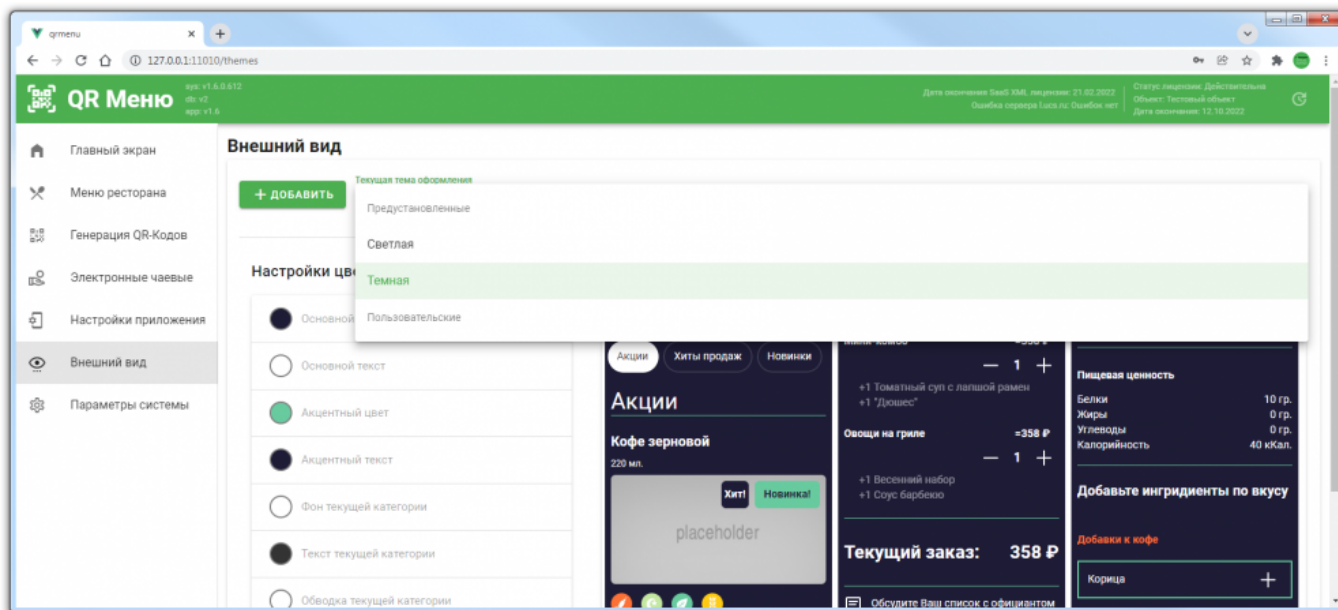 qrmenu
127.0.0.1:11010/themes
QR Меню
sys: v1.6.0.612
db: v2
app: v1.6
Дата окончания SaaS XML лицензии: 21.02.2022
Ошибка сервера l.ucs.ru: Ошибок нет
Статус лицензии: Действительна
Объект: Тестовый объект
Дата окончания: 12.10.2022
Главный экран
Меню ресторана
Генерация QR-Кодов
Электронные чаевые
Настройки приложения
Внешний вид
Параметры системы
Внешний вид
+ ДОБАВИТЬ
Текущая тема оформления
Предустановленные
Светлая
Темная
Пользовательские
Настройки цве
Основной
Основной текст
Акцентный цвет
Акцентный текст
Фон текущей категории
Текст текущей категории
Обводка текущей категории
Акции
Хиты продаж
Новинки
Акции
Кофе зерновой
220 мл.
Хит!
Новинка!
placeholder
Мини-комбо =358 ₽
— 1 +
+1 Томатный суп с лапшой рамен
+1 "Дюшес"
Овощи на гриле =358 ₽
— 1 +
+1 Весенний набор
+1 Соус барбекю
Текущий заказ: 358 ₽
Обсудите Ваш список с официантом
Пищевая ценность
Белки 10 гр.
Жиры 0 гр.
Углеводы 0 гр.
Калорийность 40 кКал.
Добавьте ингридиенты по вкусу
Добавки к кофе
Корица +